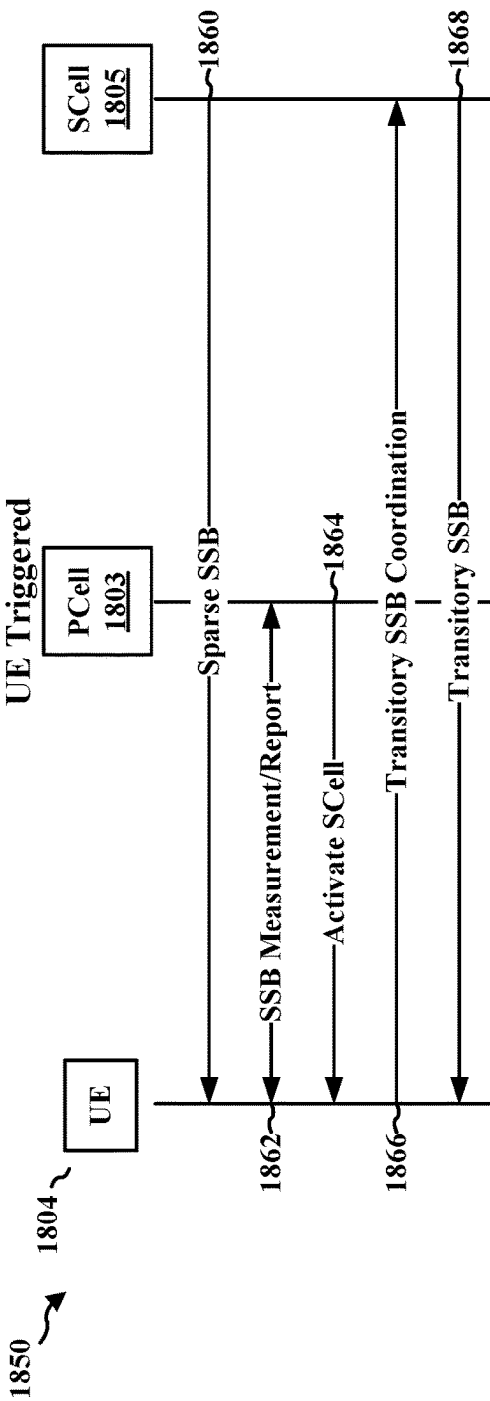 1850
1804
UE Triggered
UE
PCell
1803
SCell
1805
Sparse SSB
1860
1862
SSB Measurement/Report
Activate SCell
1864
1866
Transitory SSB Coordination
Transitory SSB
1868